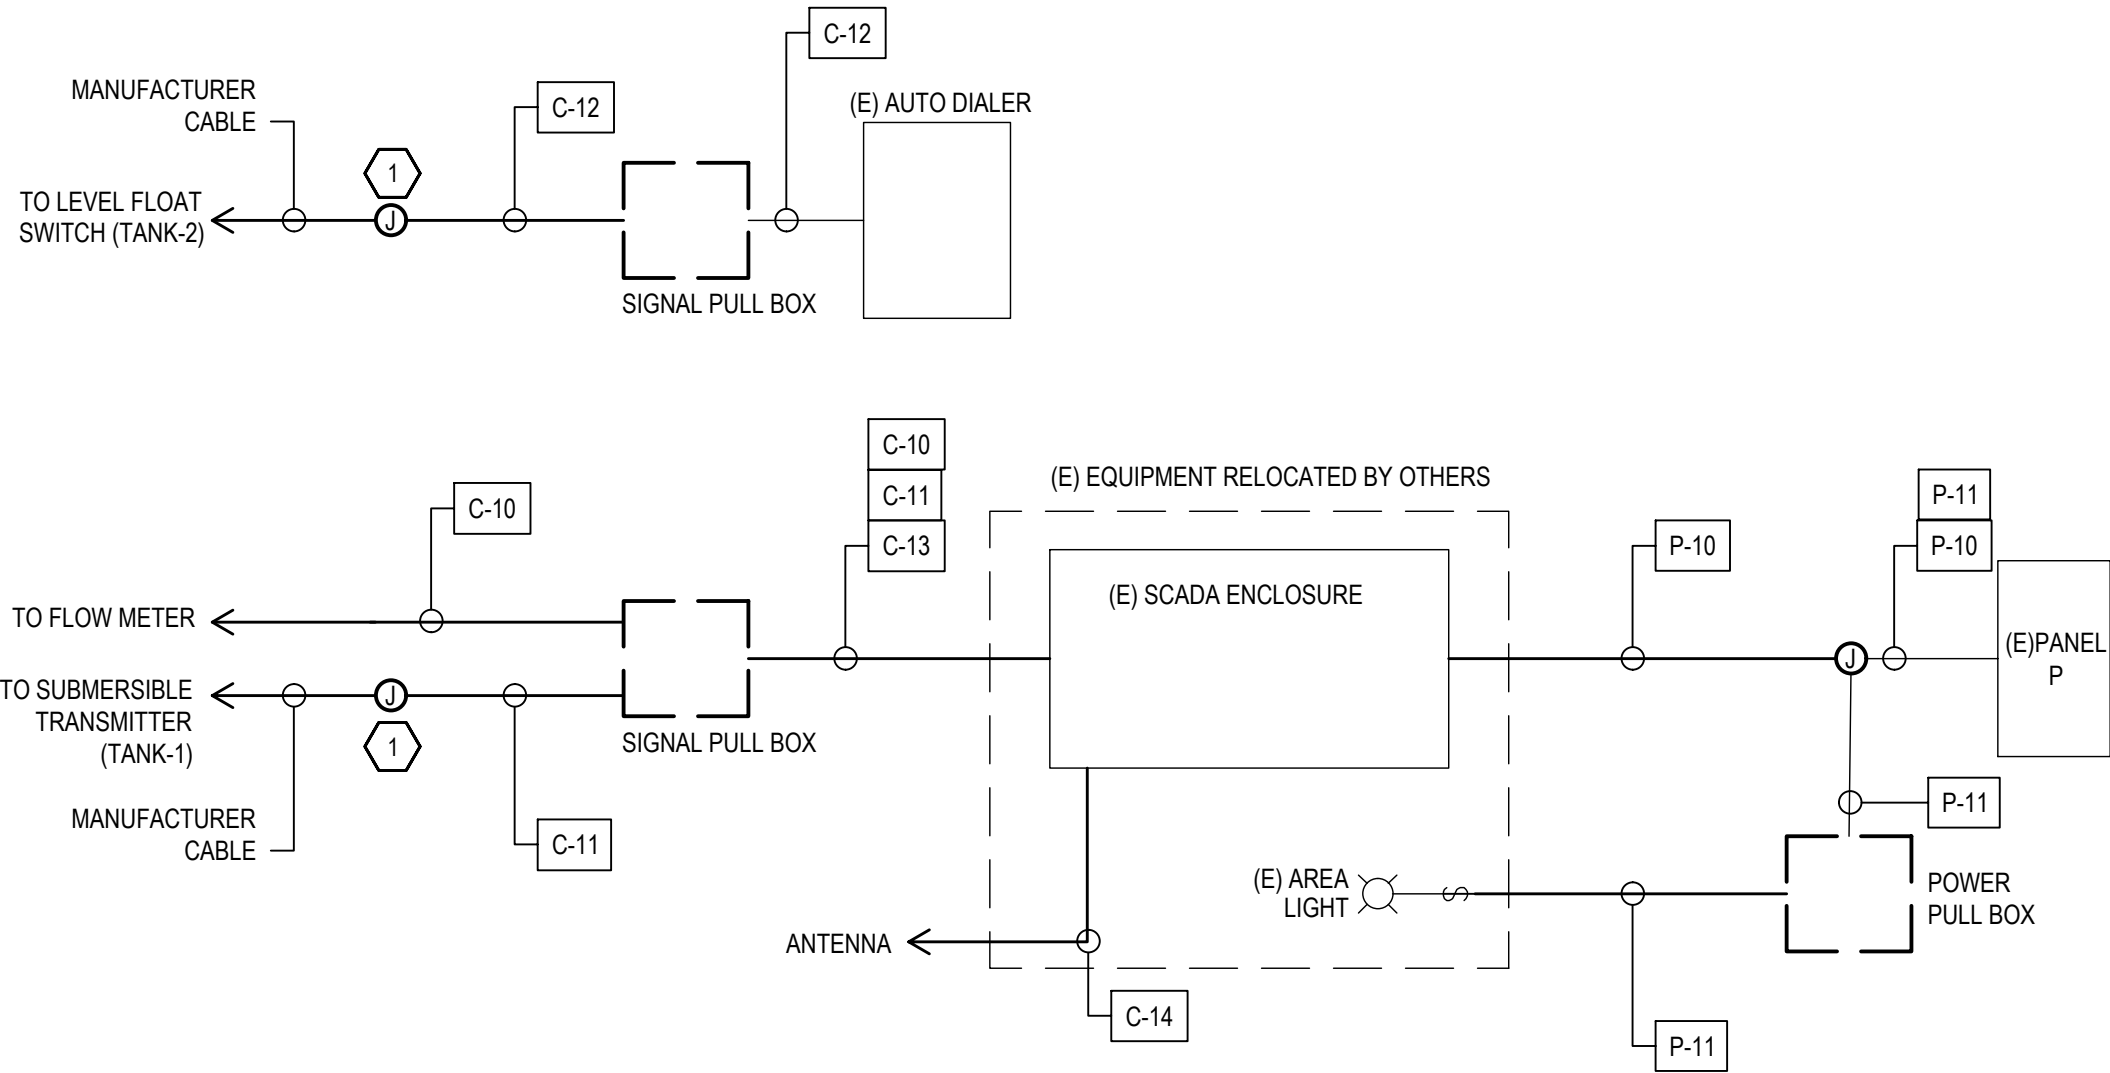 C-12
MANUFACTURER
CABLE
C-12
(E) AUTO DIALER
1
TO LEVEL FLOAT
SWITCH (TANK-2)
J
SIGNAL PULL BOX
C-10
C-11
C-13
(E) EQUIPMENT RELOCATED BY OTHERS
C-10
P-11
P-10
P-10
(E) SCADA ENCLOSURE
TO FLOW METER
(E)PANEL
P
J
TO SUBMERSIBLE
TRANSMITTER
(TANK-1)
J
1
SIGNAL PULL BOX
MANUFACTURER
CABLE
C-11
P-11
(E) AREA
LIGHT
POWER
PULL BOX
ANTENNA
C-14
P-11